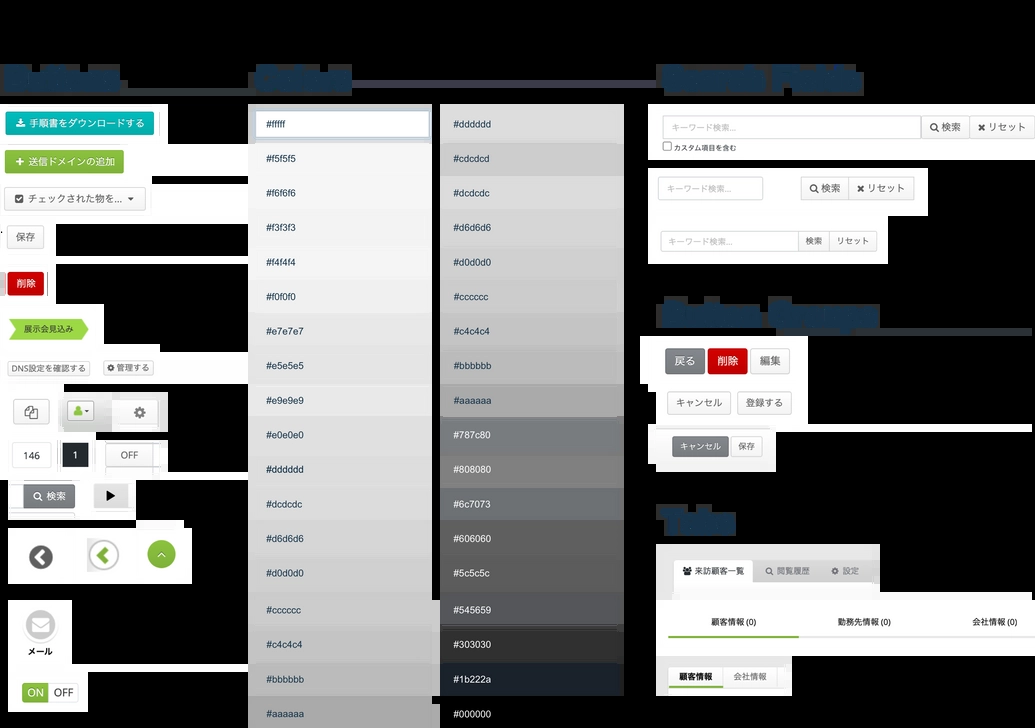 Buttons
手順書をダウンロードする
送信ドメインの追加
チェックされた物を...
保存
削除
展示会見込み
DNS設定を確認する
管理する
146
1
OFF
検索
メール
ON OFF
Colors
#fffff
#f5f5f5
#f6f6f6
#f3f3f3
#f4f4f4
#f0f0f0
#e7e7e7
#e5e5e5
#e9e9e9
#e0e0e0
#dddddd
#dcdcdc
#d6d6d6
#d0d0d0
#cccccc
#c4c4c4
#bbbbbb
#aaaaaa
#dddddd
#cdcdcd
#dcdcdc
#d6d6d6
#d0d0d0
#cccccc
#c4c4c4
#bbbbbb
#aaaaaa
#787c80
#808080
#6c7073
#606060
#5c5c5c
#545659
#303030
#1b222a
#000000
Search Fields
キーワード検索...
検索
リセット
カスタム項目を含む
キーワード検索...
検索
リセット
キーワード検索...
検索
リセット
Button Groups
戻る
削除
編集
キャンセル
登録する
キャンセル
保存
Tabs
来訪顧客一覧
閲覧履歴
設定
顧客情報 (0)
勤務先情報 (0)
会社情報 (0)
顧客情報
会社情報